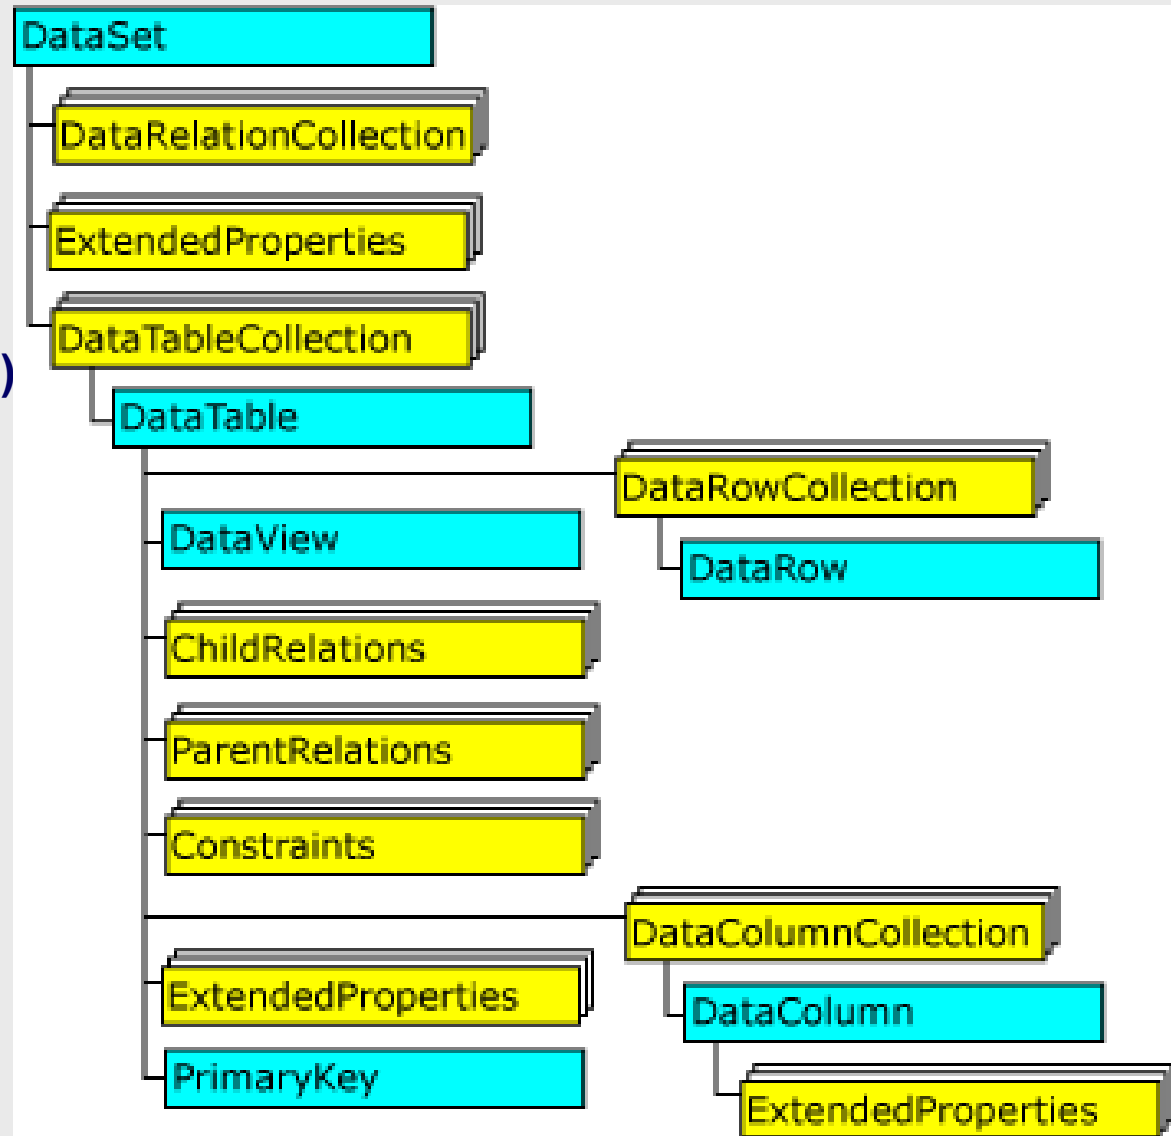 DataSet
DataRelationCollection
ExtendedProperties
DataTableCollection
)
DataTable
DataRowCollection
DataView
DataRow
ChildRelations
ParentRelations
Constraints
DataColumnCollection
ExtendedProperties
DataColumn
PrimaryKey
ExtendedProperties